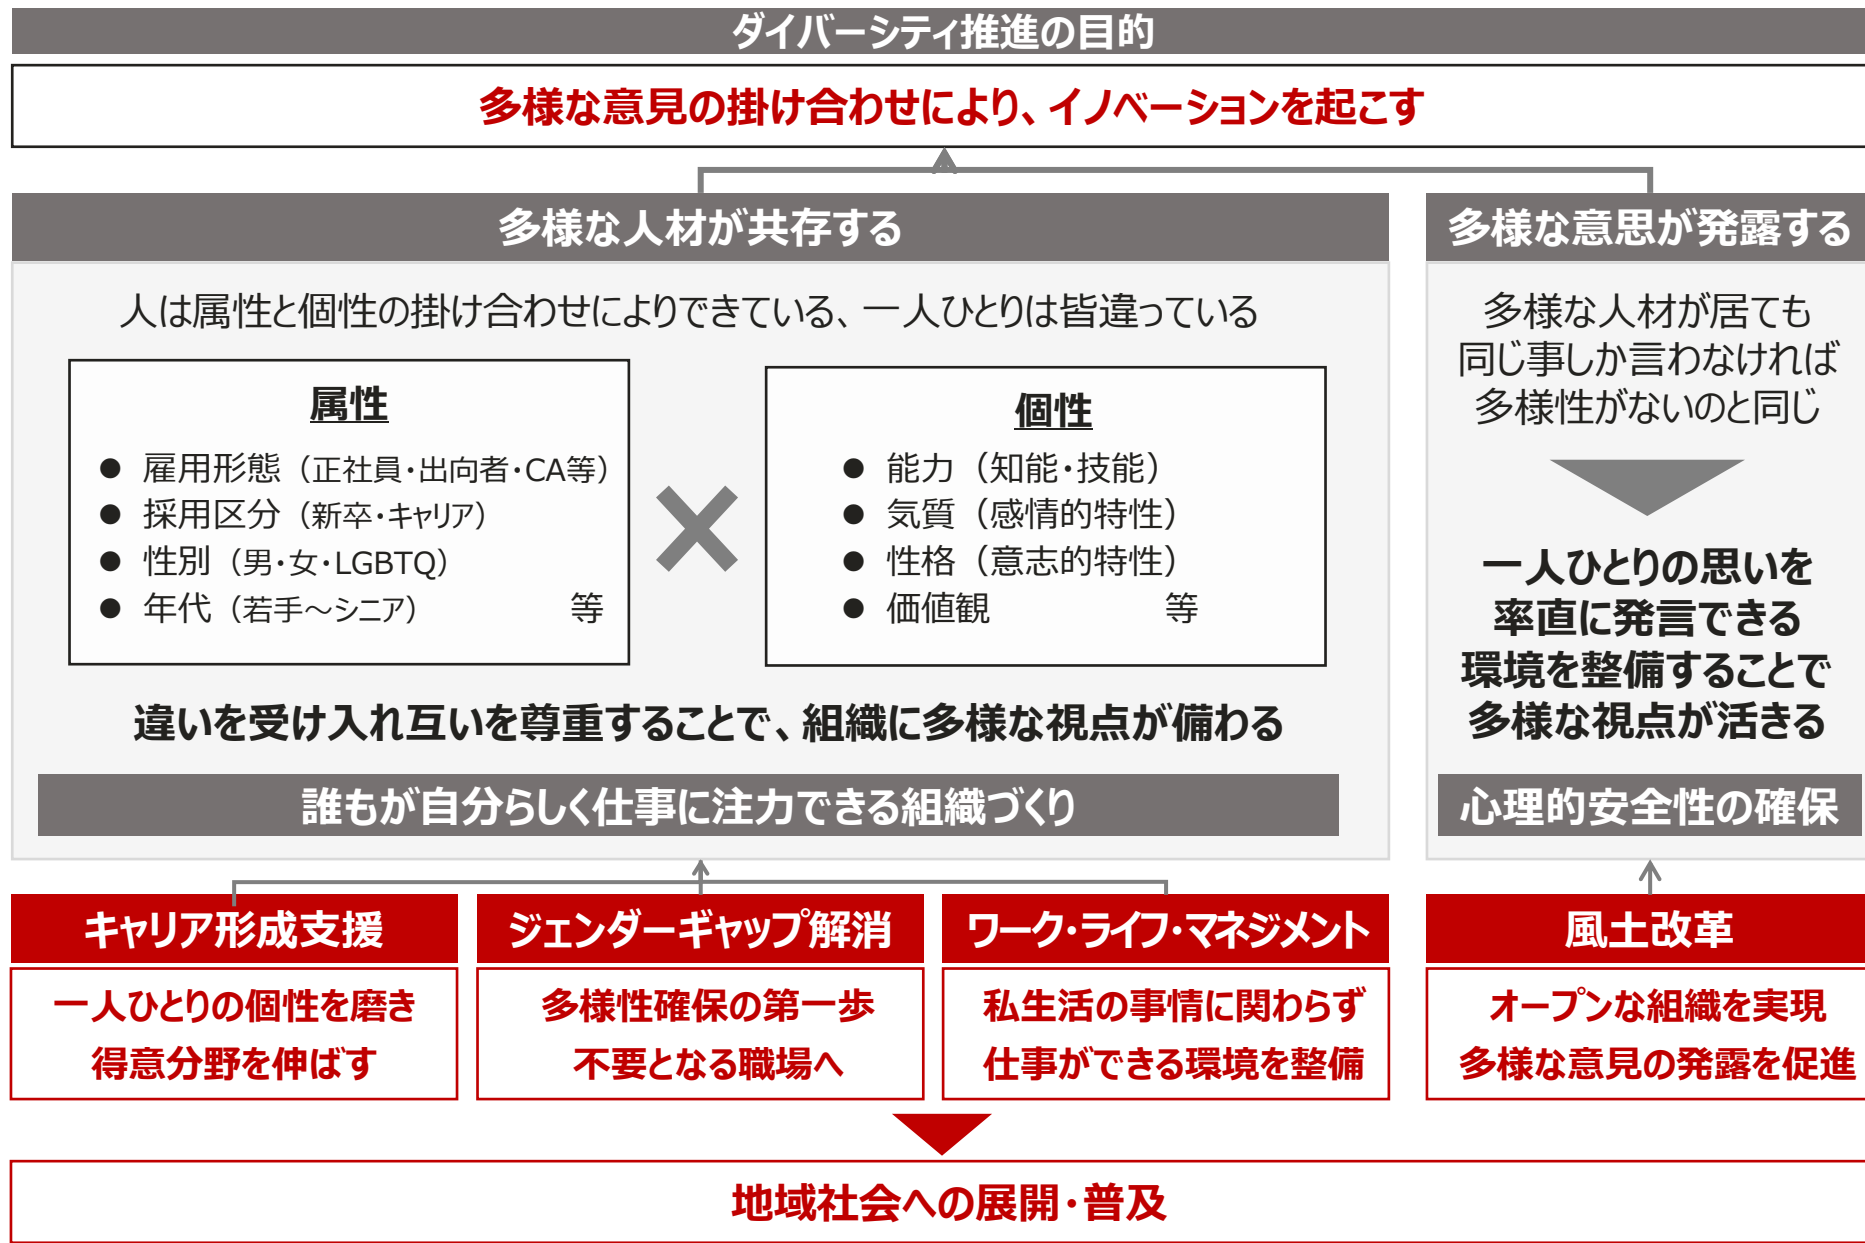 ダイバーシティ推進の目的
多様な意見の掛け合わせにより、イノベーションを起こす
多様な人材が共存する
人は属性と個性の掛け合わせによりできている、一人ひとりは皆違っている
属性
● 雇用形態（正社員・出向者・CA等）
● 採用区分（新卒・キャリア）
● 性別（男・女・LGBTQ）
● 年代（若手～シニア） 等
個性
● 能力（知能・技能）
● 気質（感情的特性）
● 性格（意志的特性）
● 価値観 等
違いを受け入れ互いを尊重することで、組織に多様な視点が備わる
誰もが自分らしく仕事に注力できる組織づくり
多様な意思が発露する
多様な人材が居ても
同じ事しか言わなければ
多様性がないのと同じ
一人ひとりの思いを
率直に発言できる
環境を整備することで
多様な視点が活きる
心理的安全性の確保
キャリア形成支援
一人ひとりの個性を磨き
得意分野を伸ばす
ジェンダーギャップ解消
多様性確保の第一歩
不要となる職場へ
ワーク・ライフ・マネジメント
私生活の事情に関わらず
仕事ができる環境を整備
風土改革
オープンな組織を実現
多様な意見の発露を促進
地域社会への展開・普及